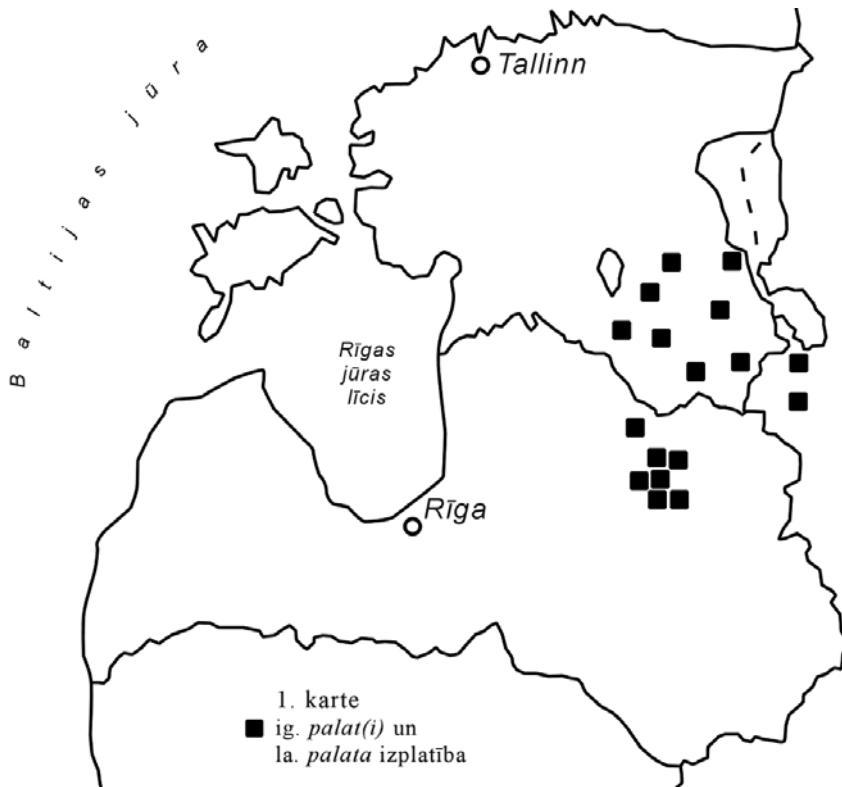 Tallinn
Baltijas jūra
Rīgas
jūras
līcis
Rīga
1. karte
ig. palat(i) un
la. palata izplatība